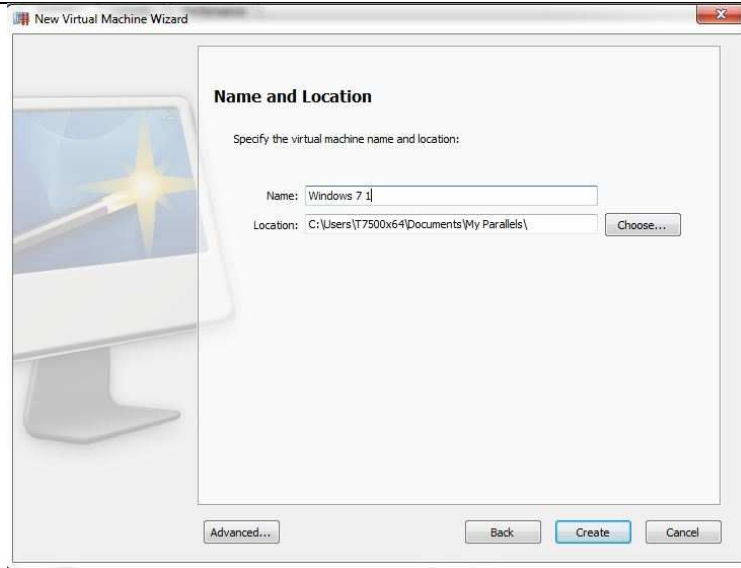 New Virtual Machine Wizard
Name and Location
Specify the virtual machine name and location:
Name: Windows 7 1
Location: C:\Users\T7500x64\Documents\My Parallels\ Choose...
Advanced... Back Create Cancel